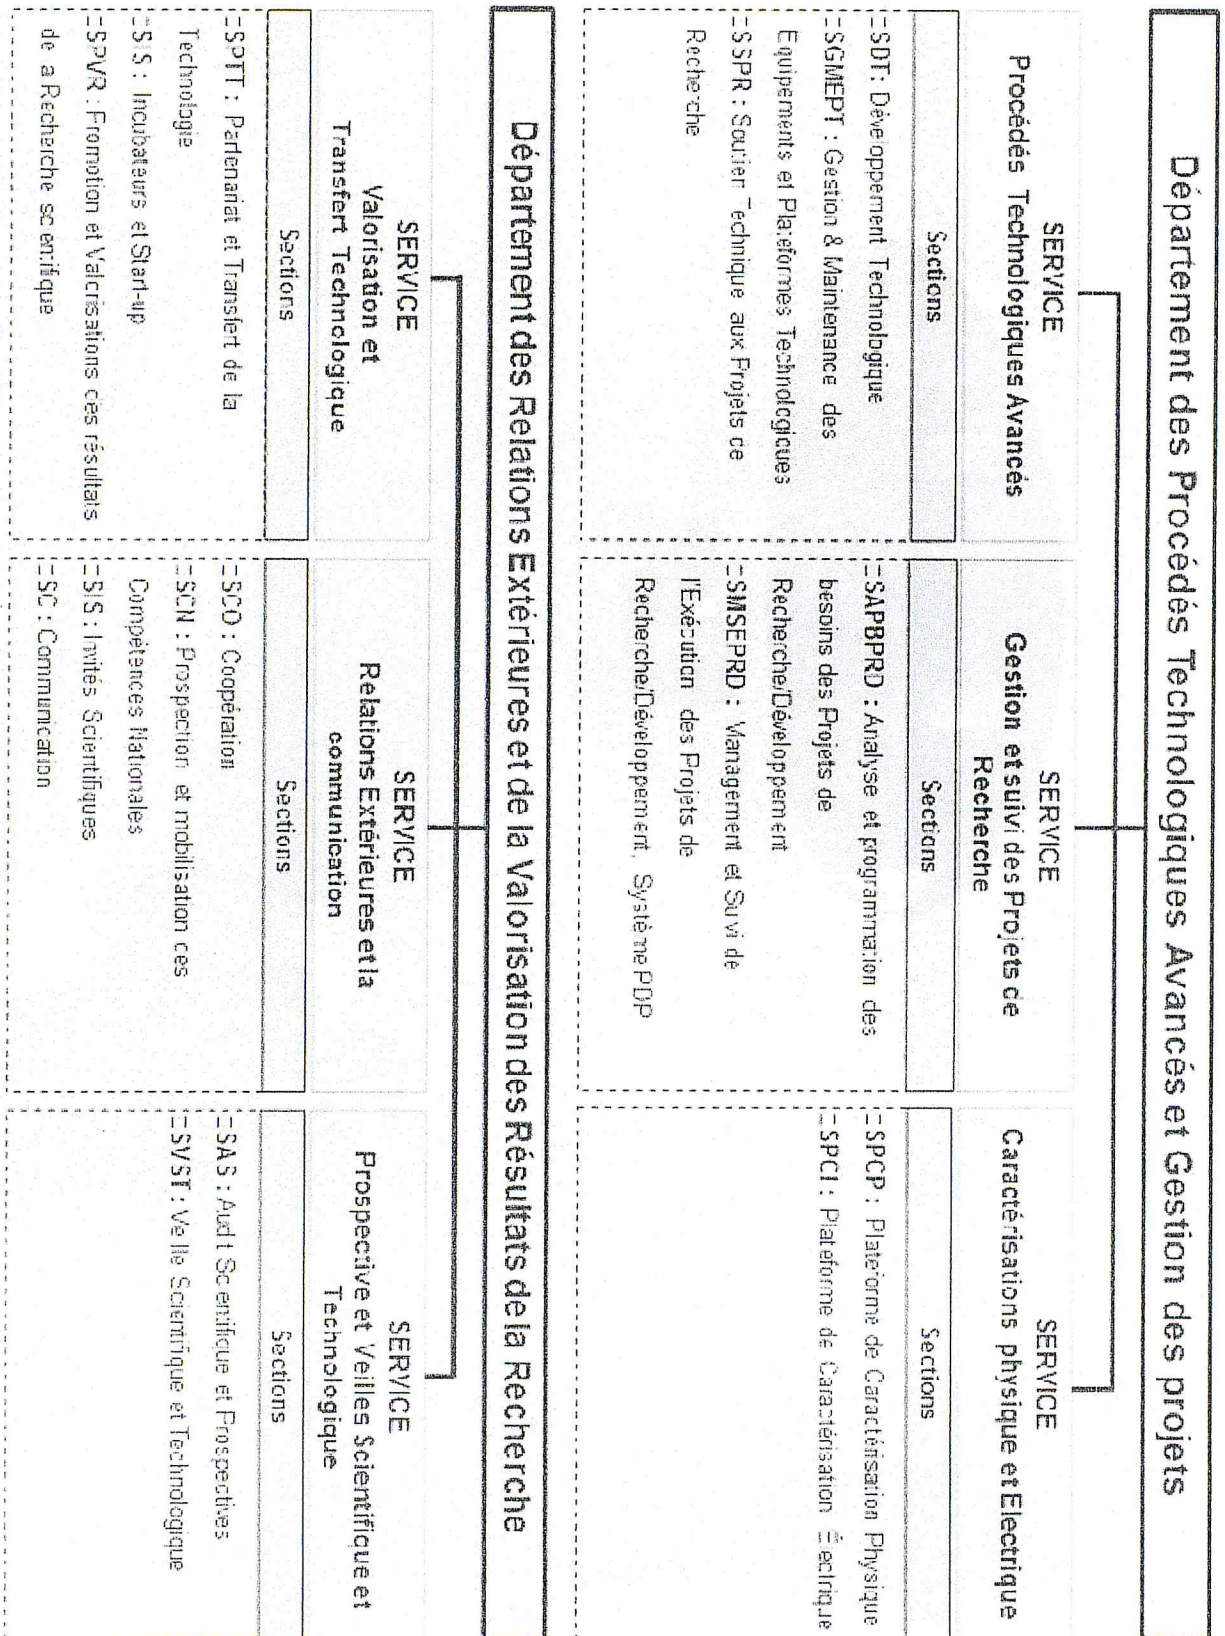 Département des Procédés Technologiques Avancés et Gestion des projets
SERVICE
Procédés Technologiques Avancés
Sections
SDT: Développement Technologique
SGMEPT : Gestion & Maintenance des
Equipements et Plateformes Technologiques
SSPR : Soutien Technique aux Projets de
Recherche
SERVICE
Gestion et suivi des Projets de
Recherche
Sections
SAPBPRD : Analyse et programmation des
besoins des Projets de
Recherche/Développement
SMSEPRD : Management et Suivi de
l'Exécution des Projets de
Recherche/Développement, Système PDP
SERVICE
Caractérisations physique et Electrique
Sections
SPCP : Plateforme de Caractérisation Physique
SPCI : Plateforme de Caractérisation Électrique
Département des Relations Extérieures et de la Valorisation des Résultats de la Recherche
SERVICE
Valorisation et
Transfert Technologique
Sections
SPTT : Partenariat et Transfert de la
Technologie
SIS : Incubateurs et Start-up
SPVR : Promotion et Valorisations des résultats
de la Recherche scientifique
SERVICE
Relations Extérieures et la
communication
Sections
SCO : Coopération
SCN : Prospection et mobilisation des
Compétences Nationales
SIS : Invités Scientifiques
SC : Communication
SERVICE
Prospective et Veilles Scientifique et
Technologique
Sections
SAS : Audit Scientifique et Prospectives
SVST : Veille Scientifique et Technologique